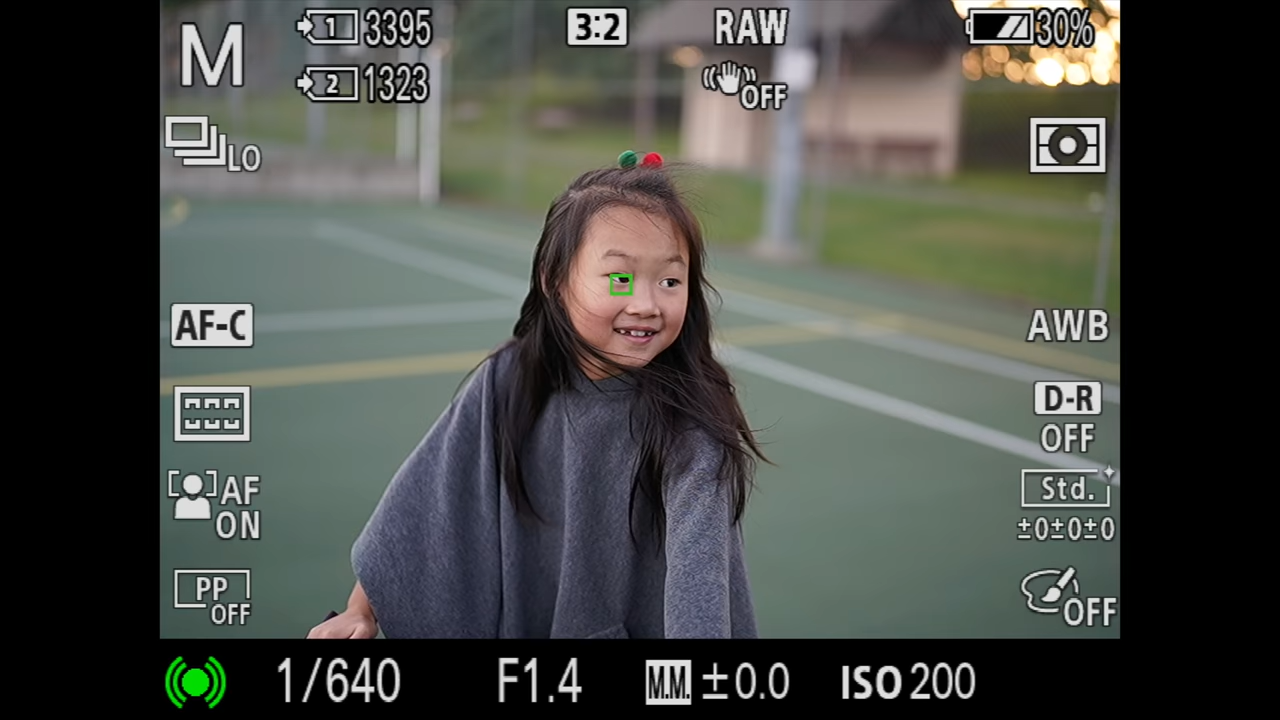 M
1 3395
3:2
RAW
30%
2 1323
OFF
LO
AF-C
AWB
D-R
OFF
Std.
AF
ON
±0±0±0
PP
OFF
OFF
1/640
F1.4
M.M. ±0.0
ISO 200